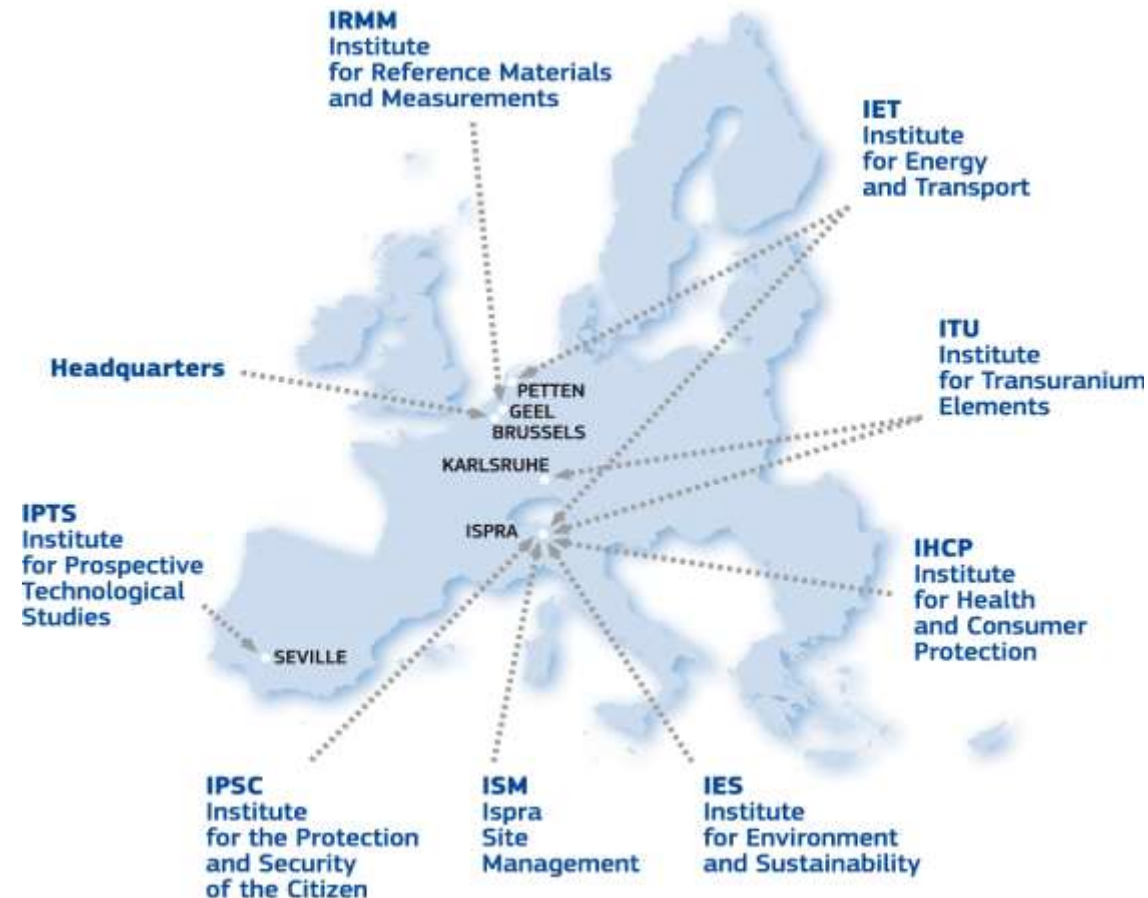 IRMM
Institute
for Reference Materials
and Measurements
IET
Institute
for Energy
and Transport
ITU
Institute
for Transuranium
Elements
Headquarters
PETTEN
GEEL
BRUSSELS
KARLSRUHE
ISPRA
IPTS
Institute
for Prospective
Technological
Studies
SEVILLE
IHCP
Institute
for Health
and Consumer
Protection
IPSC
Institute
for the Protection
and Security
of the Citizen
ISM
Ispra
Site
Management
IES
Institute
for Environment
and Sustainability